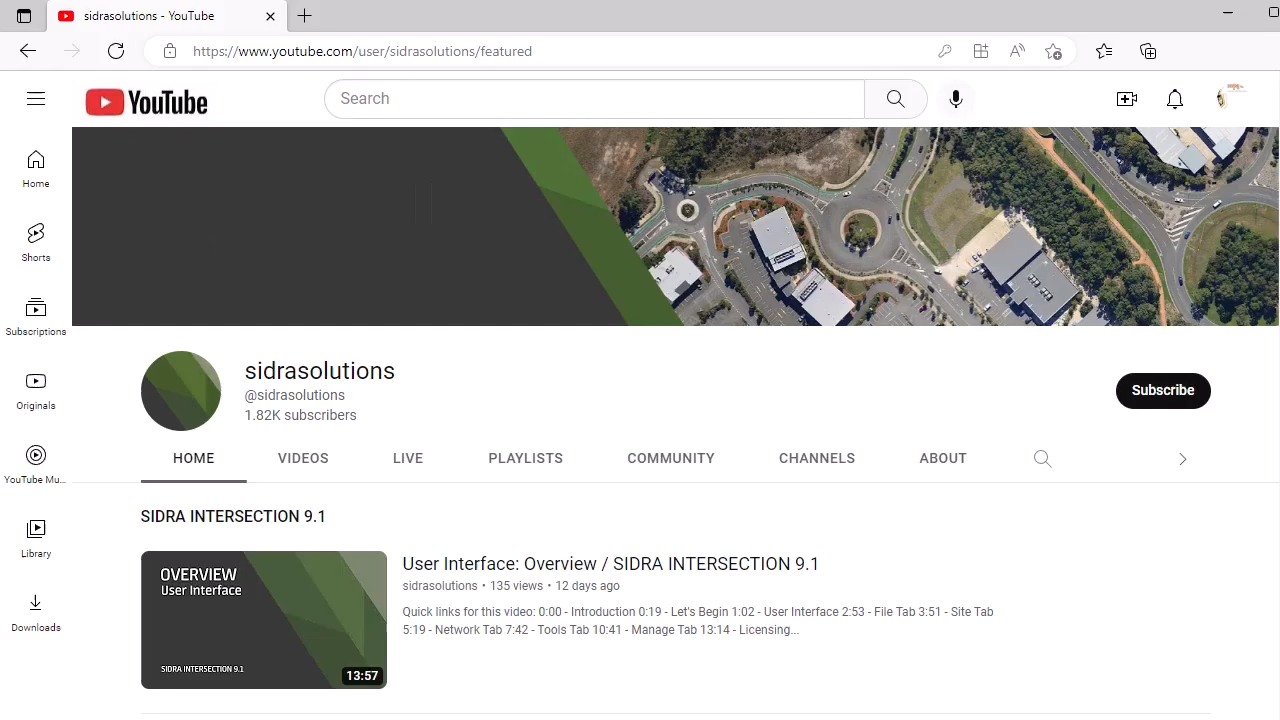 sidrasolutions - YouTube
https://www.youtube.com/user/sidrasolutions/featured
YouTube
Search
Home
Shorts
Subscriptions
Originals
YouTube Mu...
Library
Downloads
sidrasolutions
@sidrasolutions
1.82K subscribers
Subscribe
HOME VIDEOS LIVE PLAYLISTS COMMUNITY CHANNELS ABOUT
SIDRA INTERSECTION 9.1
OVERVIEW
User Interface
SIDRA INTERSECTION 9.1
13:57
User Interface: Overview / SIDRA INTERSECTION 9.1
sidrasolutions • 135 views • 12 days ago
Quick links for this video: 0:00 - Introduction 0:19 - Let's Begin 1:02 - User Interface 2:53 - File Tab 3:51 - Site Tab
5:19 - Network Tab 7:42 - Tools Tab 10:41 - Manage Tab 13:14 - Licensing...